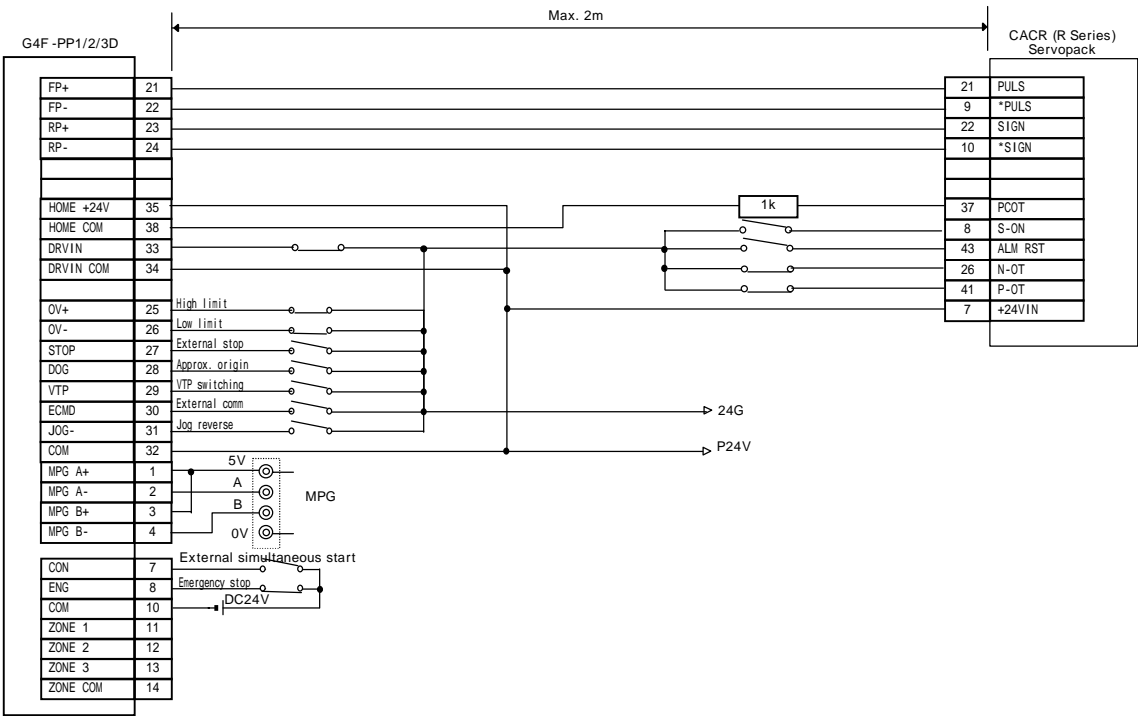 Max. 2m
G4F -PP1/2/3D
CACR (R Series)
Servopack
FP+ 21
FP- 22
RP+ 23
RP- 24
HOME +24V 35
HOME COM 38
DRVIN 33
DRVIN COM 34
OV+ 25 High limit
OV- 26 Low limit
STOP 27 External stop
DOG 28 Approx. origin
VTP 29 VTP switching
ECMD 30 External comm
JOG- 31 Jog reverse
COM 32
MPG A+ 1
MPG A- 2
MPG B+ 3
MPG B- 4
5V
A
B
0V
MPG
1k
24G
P24V
21 PULS
9 *PULS
22 SIGN
10 *SIGN
37 PCOT
8 S-ON
43 ALM RST
26 N-OT
41 P-OT
7 +24VIN
External simultaneous start
CON 7
ENG 8 Emergency stop
COM 10 DC24V
ZONE 1 11
ZONE 2 12
ZONE 3 13
ZONE COM 14